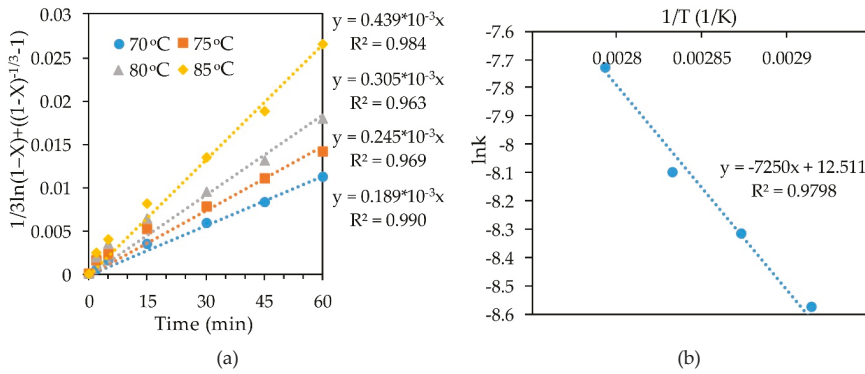 0.03
0.025
0.02
0.015
0.01
0.005
0
1/3ln(1−X)+((1-X)^-1/3-1)
70 °C 75 °C
80 °C 85 °C
y = 0.439*10^-3x
R² = 0.984
y = 0.305*10^-3x
R² = 0.963
y = 0.245*10^-3x
R² = 0.969
y = 0.189*10^-3x
R² = 0.990
0 15 30 45 60
Time (min)
(a)
1/T (1/K)
0.0028 0.00285 0.0029
-7.6
-7.7
-7.8
-7.9
-8
-8.1
-8.2
-8.3
-8.4
-8.5
-8.6
lnk
y = -7250x + 12.511
R² = 0.9798
(b)